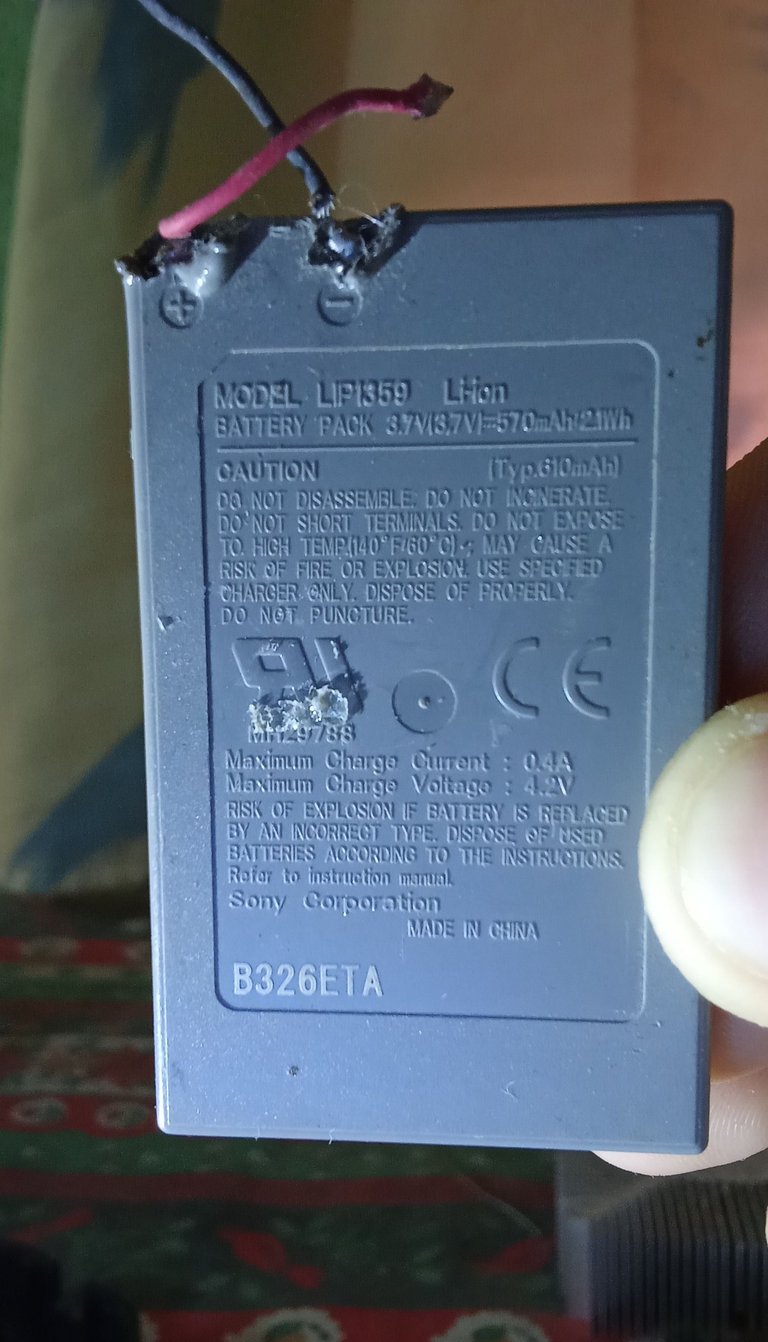 + −
MODEL LIP1359 Li-ion
BATTERY PACK 3.7V(3,7V)⎓570mAh/2.1Wh
CAUTION (Typ.610mAh)
DO NOT DISASSEMBLE. DO NOT INCINERATE.
DO NOT SHORT TERMINALS. DO NOT EXPOSE
TO HIGH TEMP.(140°F/60°C) MAY CAUSE A
RISK OF FIRE OR EXPLOSION. USE SPECIFIED
CHARGER ONLY. DISPOSE OF PROPERLY.
DO NOT PUNCTURE.
CE
MH29788
Maximum Charge Current : 0.4A
Maximum Charge Voltage : 4.2V
RISK OF EXPLOSION IF BATTERY IS REPLACED
BY AN INCORRECT TYPE. DISPOSE OF USED
BATTERIES ACCORDING TO THE INSTRUCTIONS.
Refer to instruction manual.
Sony Corporation
MADE IN CHINA
B326ETA